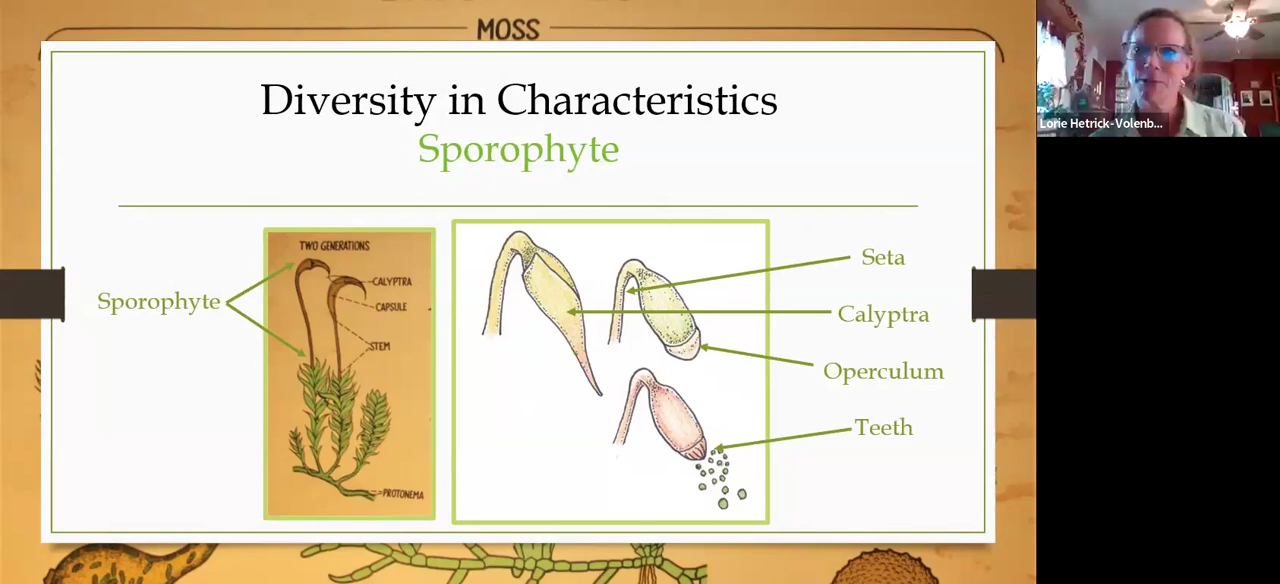 MOSS
Diversity in Characteristics
Sporophyte
Sporophyte
TWO GENERATIONS
CALYPTRA
CAPSULE
STEM
PROTONEMA
Seta
Calyptra
Operculum
Teeth
Lorie Hetrick-Volenb...